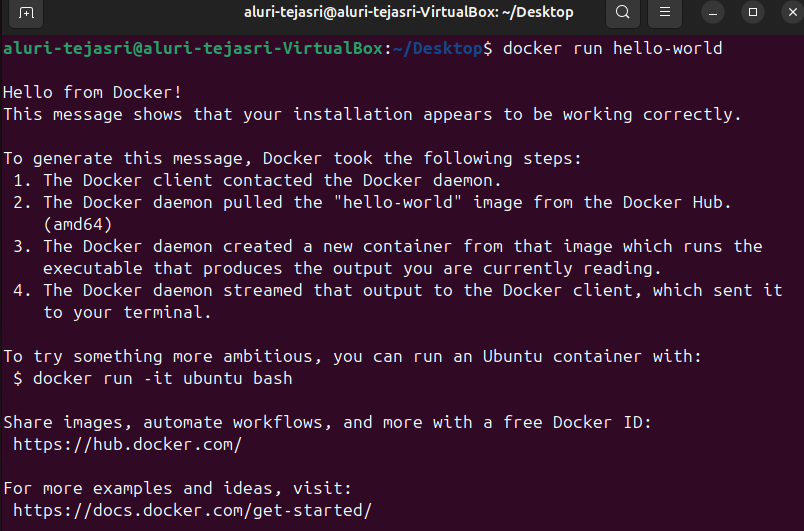 aluri-tejasri@aluri-tejasri-VirtualBox: ~/Desktop
aluri-tejasri@aluri-tejasri-VirtualBox:~/Desktop$ docker run hello-world
Hello from Docker!
This message shows that your installation appears to be working correctly.
To generate this message, Docker took the following steps:
1. The Docker client contacted the Docker daemon.
2. The Docker daemon pulled the "hello-world" image from the Docker Hub.
(amd64)
3. The Docker daemon created a new container from that image which runs the
executable that produces the output you are currently reading.
4. The Docker daemon streamed that output to the Docker client, which sent it
to your terminal.
To try something more ambitious, you can run an Ubuntu container with:
$ docker run -it ubuntu bash
Share images, automate workflows, and more with a free Docker ID:
https://hub.docker.com/
For more examples and ideas, visit:
https://docs.docker.com/get-started/